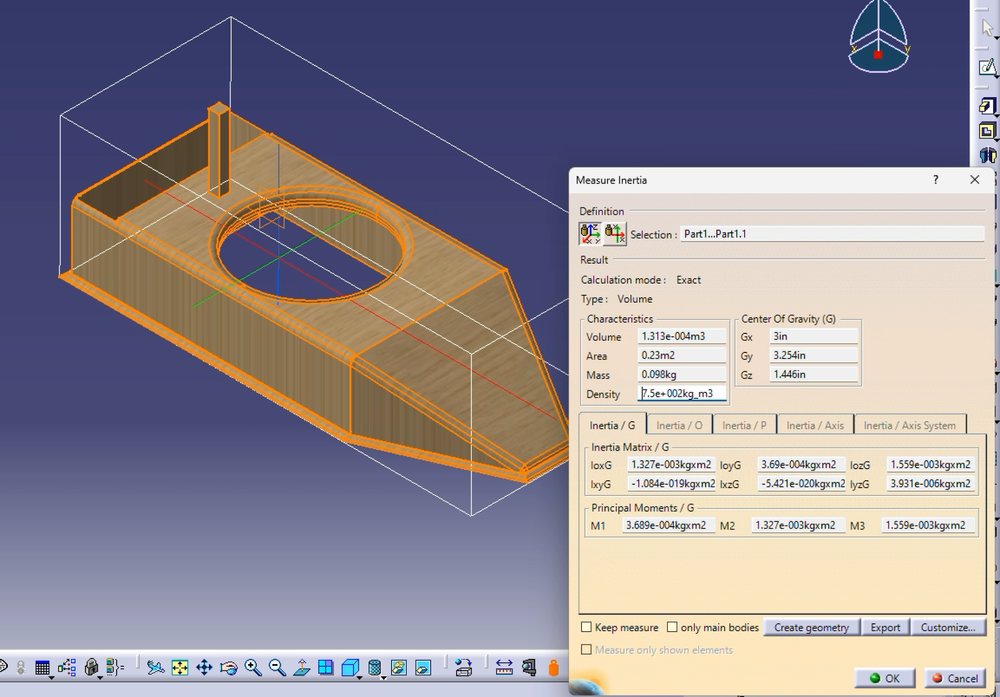 x y
Measure Inertia ? ×
Definition
Selection : Part1...Part1.1
Result
Calculation mode : Exact
Type : Volume
Characteristics
Volume 1.313e-004m3
Area 0.23m2
Mass 0.098kg
Density 7.5e+002kg_m3
Center Of Gravity (G)
Gx 3in
Gy 3.254in
Gz 1.446in
Inertia / G Inertia / O Inertia / P Inertia / Axis Inertia / Axis System
Inertia Matrix / G
IoxG 1.327e-003kgxm2 IoyG 3.69e-004kgxm2 IozG 1.559e-003kgxm2
IxyG -1.084e-019kgxm2 IxzG -5.421e-020kgxm2 IyzG 3.931e-006kgxm2
Principal Moments / G
M1 3.689e-004kgxm2 M2 1.327e-003kgxm2 M3 1.559e-003kgxm2
Keep measure only main bodies Create geometry Export Customize...
Measure only shown elements
OK Cancel